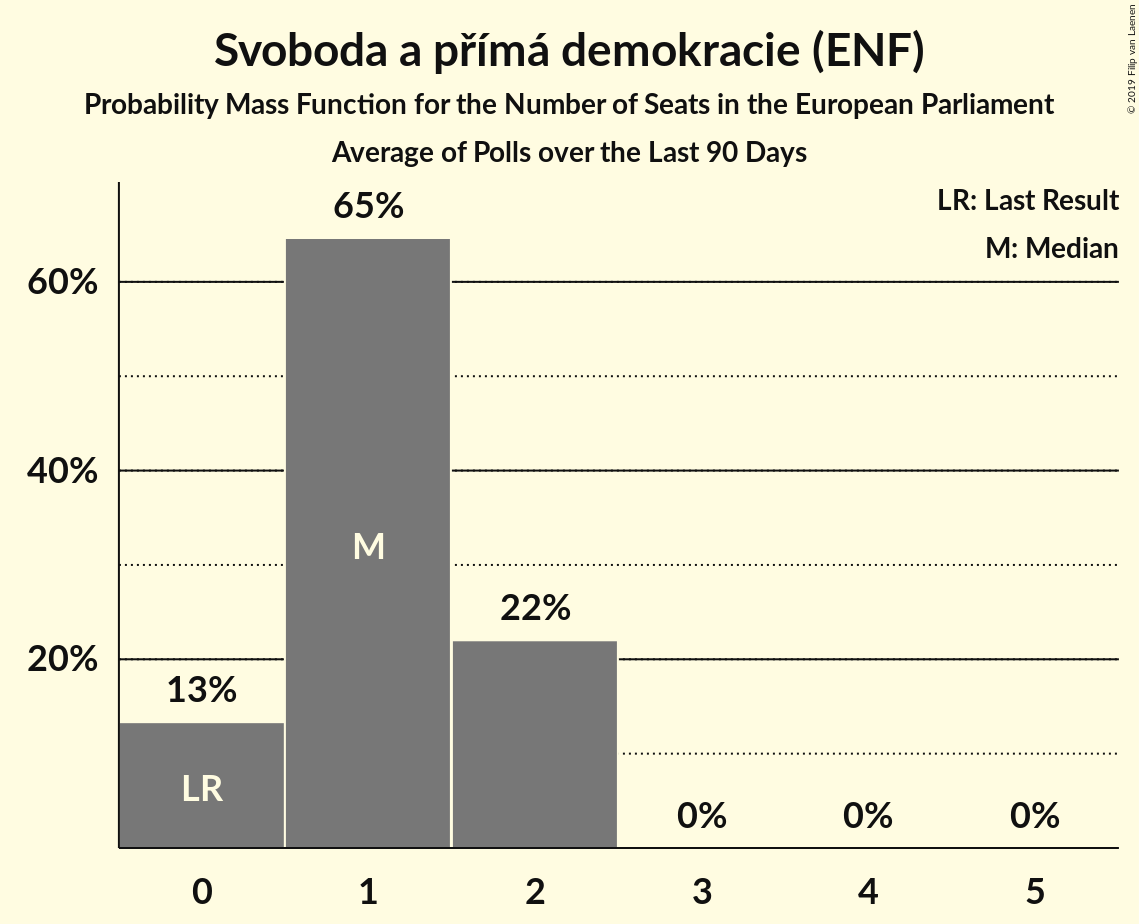 Svoboda a přímá demokracie (ENF)
Probability Mass Function for the Number of Seats in the European Parliament
Average of Polls over the Last 90 Days
© 2019 Filip van Laenen
LR: Last Result
M: Median
65%
60%
40%
M
22%
20%
13%
LR
0% 0% 0%
0 1 2 3 4 5